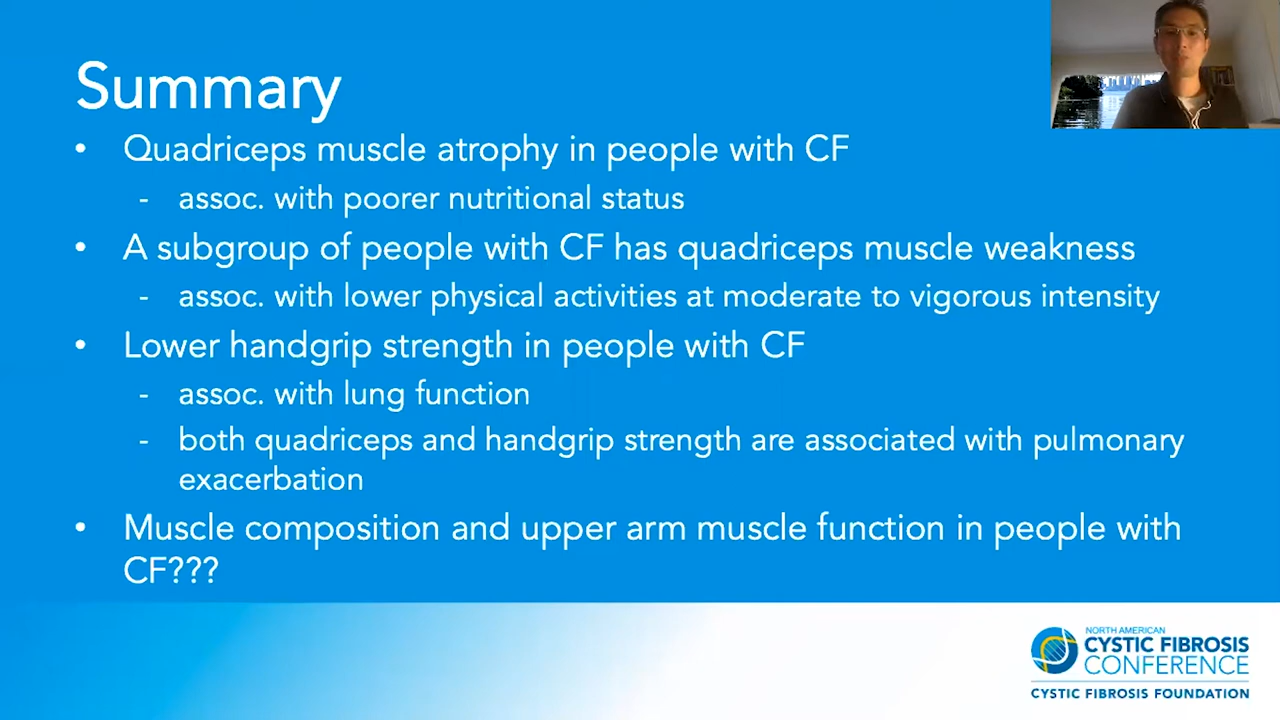 Summary
• Quadriceps muscle atrophy in people with CF
- assoc. with poorer nutritional status
• A subgroup of people with CF has quadriceps muscle weakness
- assoc. with lower physical activities at moderate to vigorous intensity
• Lower handgrip strength in people with CF
- assoc. with lung function
- both quadriceps and handgrip strength are associated with pulmonary
exacerbation
• Muscle composition and upper arm muscle function in people with
CF???
NORTH AMERICAN
CYSTIC FIBROSIS
CONFERENCE
CYSTIC FIBROSIS FOUNDATION